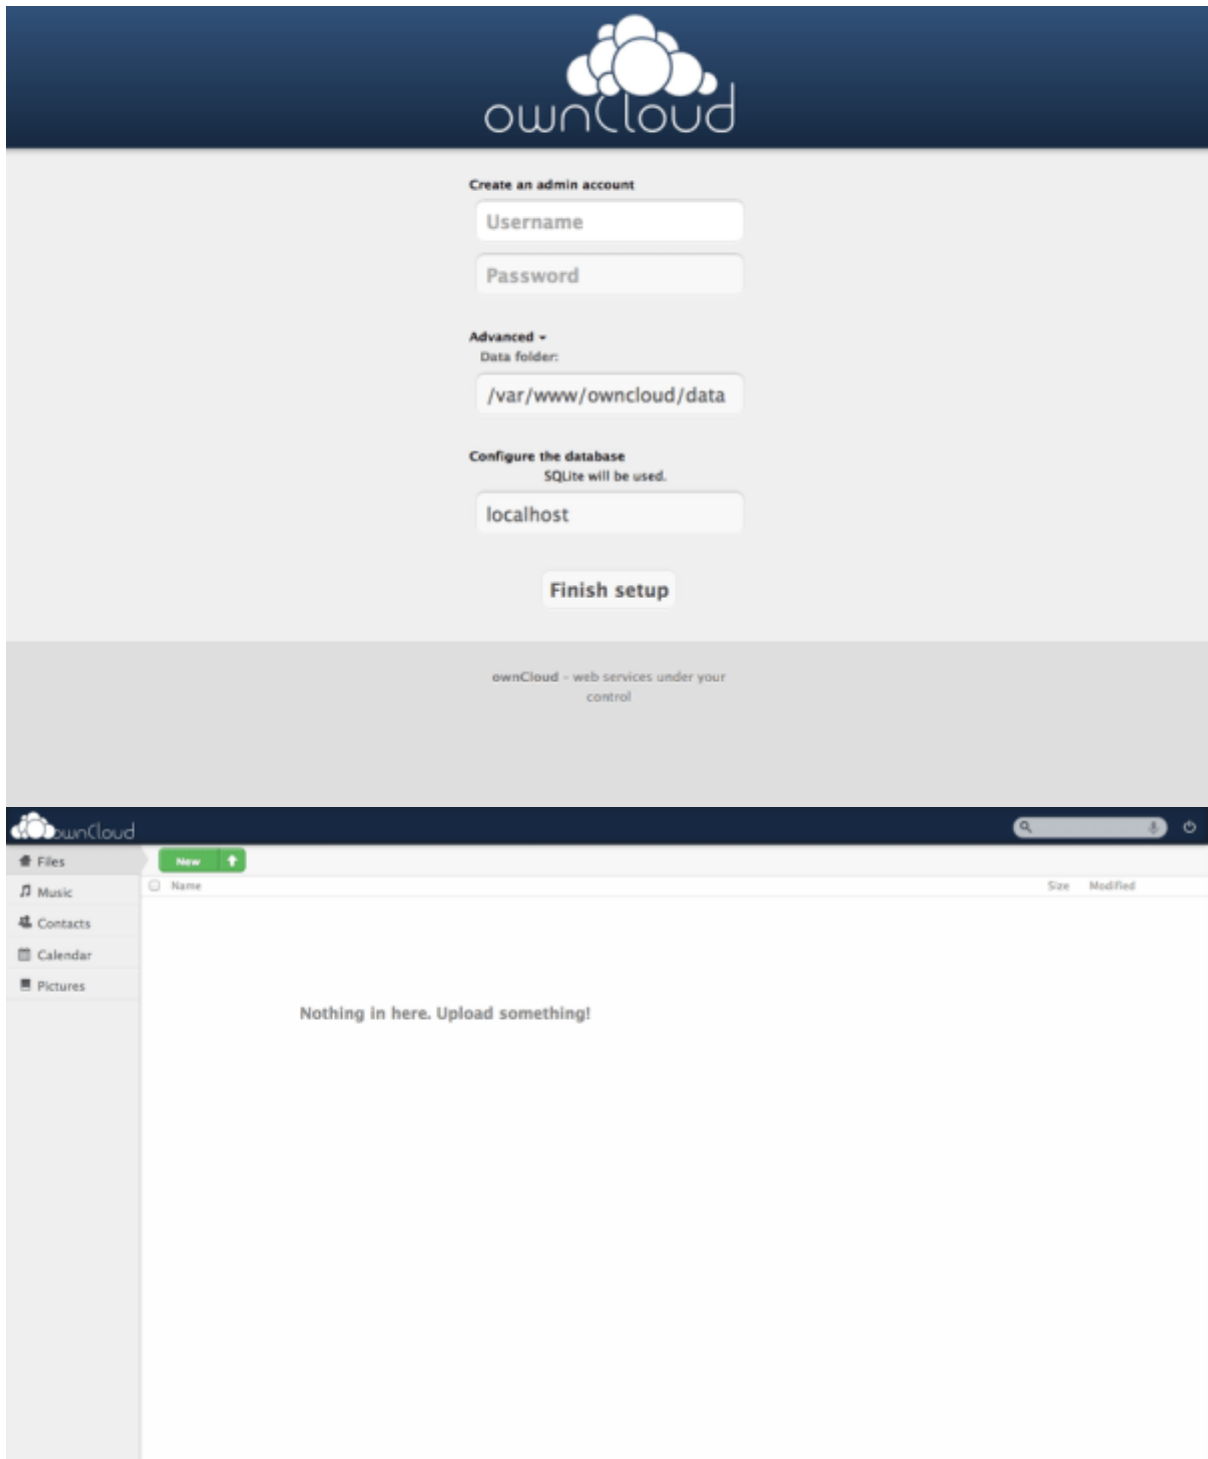 ownCloud
Create an admin account
Username
Password
Advanced
Data folder:
/var/www/owncloud/data
Configure the database
SQLite will be used.
localhost
Finish setup
ownCloud – web services under your
control
ownCloud
Files
New
Name
Size Modified
Music
Contacts
Calendar
Pictures
Nothing in here. Upload something!